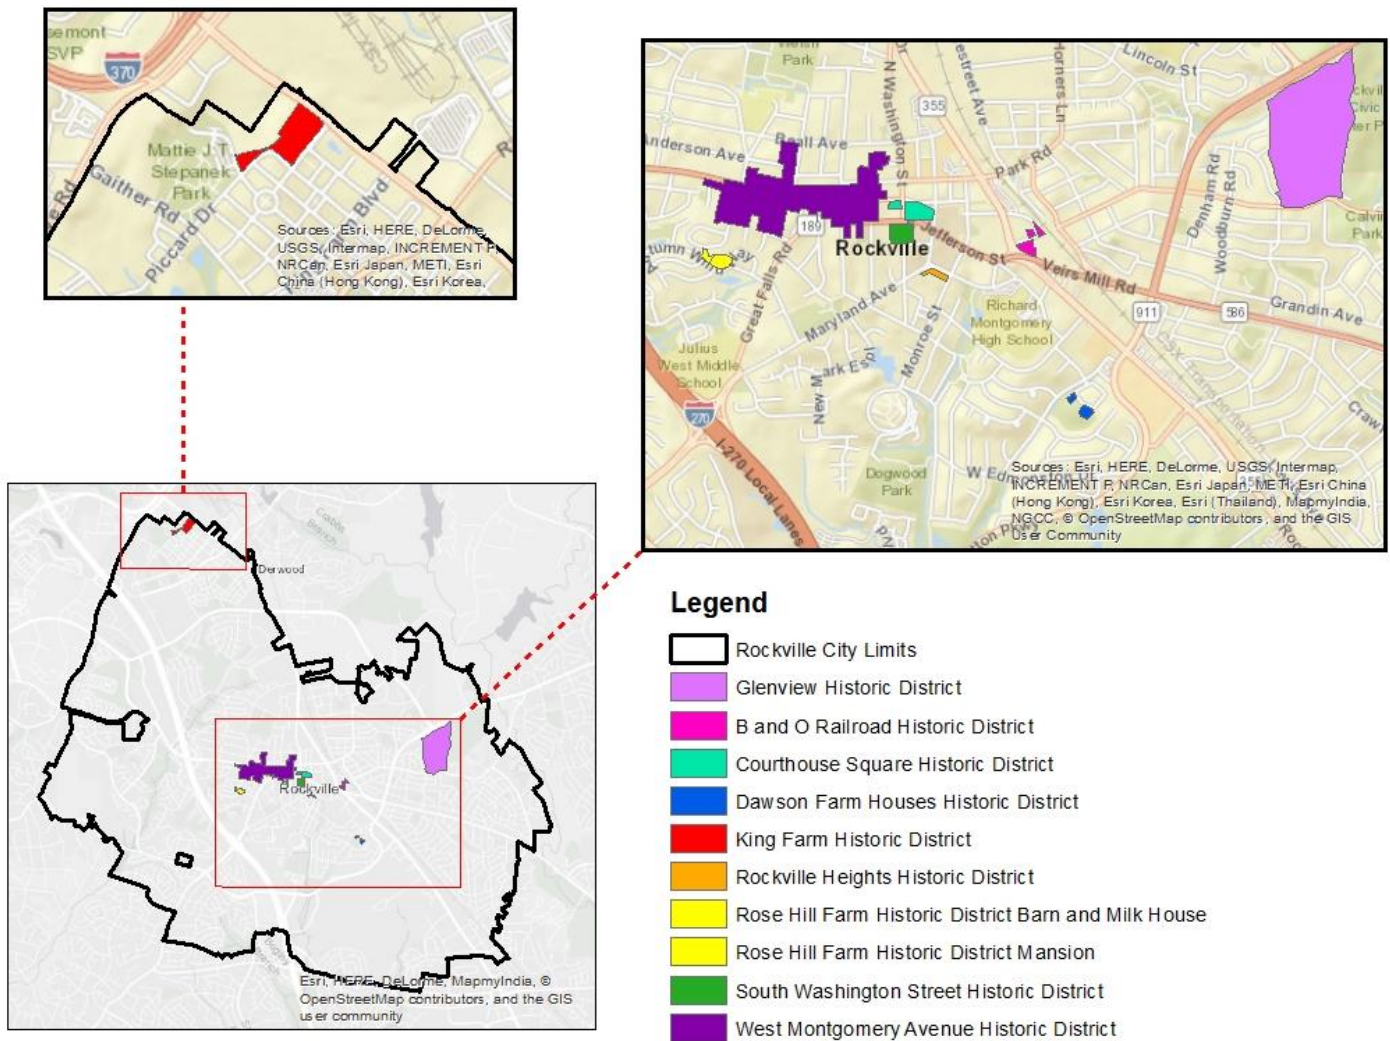 370
Mattie J.T.
Stepanek
Park
Gaither Rd
Piccard Dr
Blvd
Sources: Esri, HERE, DeLorme,
USGS, Intermap, INCREMENT P,
NRCan, Esri Japan, METI, Esri
China (Hong Kong), Esri Korea,
Park
N Washington St
355
Horners Ln
Lincoln St
Anderson Ave
Beall Ave
Park Rd
Denham Rd
Woodburn Rd
Park
189
Rockville
Jefferson St
Veirs Mill Rd
Great Falls Rd
Maryland Ave
Monroe St
Richard
Montgomery
High School
911
586
Grandin Ave
Julius
West Middle
School
270
I-270 Local Lanes
Dogwood
Park
W Edmonston Dr
Sources: Esri, HERE, DeLorme, USGS, Intermap,
INCREMENT P, NRCan, Esri Japan, METI, Esri China
(Hong Kong), Esri Korea, Esri (Thailand), MapmyIndia,
NGCC, © OpenStreetMap contributors, and the GIS
User Community
Derwood
Rockville
Esri, HERE, DeLorme, MapmyIndia, ©
OpenStreetMap contributors, and the GIS
user community
Legend
Rockville City Limits
Glenview Historic District
B and O Railroad Historic District
Courthouse Square Historic District
Dawson Farm Houses Historic District
King Farm Historic District
Rockville Heights Historic District
Rose Hill Farm Historic District Barn and Milk House
Rose Hill Farm Historic District Mansion
South Washington Street Historic District
West Montgomery Avenue Historic District